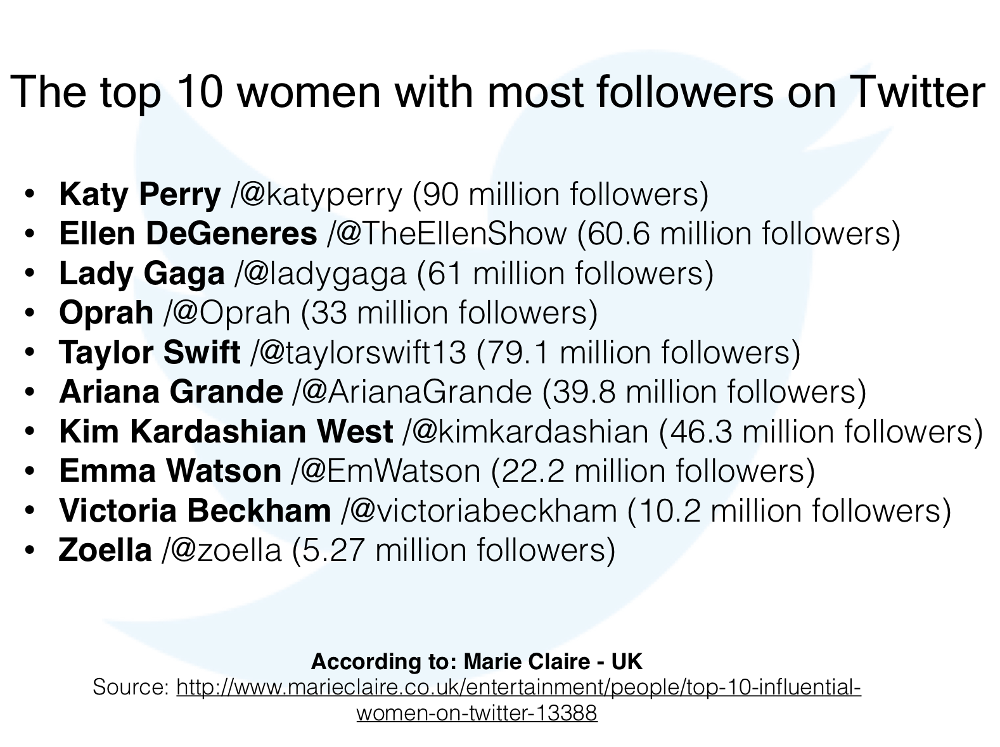 The top 10 women with most followers on Twitter
• Katy Perry /@katyperry (90 million followers)
• Ellen DeGeneres /@TheEllenShow (60.6 million followers)
• Lady Gaga /@ladygaga (61 million followers)
• Oprah /@Oprah (33 million followers)
• Taylor Swift /@taylorswift13 (79.1 million followers)
• Ariana Grande /@ArianaGrande (39.8 million followers)
• Kim Kardashian West /@kimkardashian (46.3 million followers)
• Emma Watson /@EmWatson (22.2 million followers)
• Victoria Beckham /@victoriabeckham (10.2 million followers)
• Zoella /@zoella (5.27 million followers)
According to: Marie Claire - UK
Source: http://www.marieclaire.co.uk/entertainment/people/top-10-influential-
women-on-twitter-13388